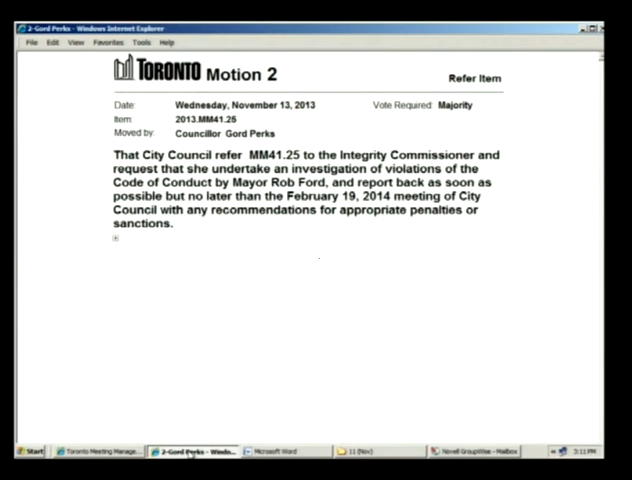 2-Gord Perks - Windows Internet Explorer
File Edit View Favorites Tools Help
TORONTO Motion 2
Refer Item
Date: Wednesday, November 13, 2013 Vote Required: Majority
Item: 2013.MM41.25
Moved by: Councillor Gord Perks
That City Council refer MM41.25 to the Integrity Commissioner and
request that she undertake an investigation of violations of the
Code of Conduct by Mayor Rob Ford, and report back as soon as
possible but no later than the February 19, 2014 meeting of City
Council with any recommendations for appropriate penalties or
sanctions.
Start Toronto Meeting Manage... 2-Gord Perks - Windo... Microsoft Word 11 (Nov) Novell GroupWise - Mailbox 3:11 PM